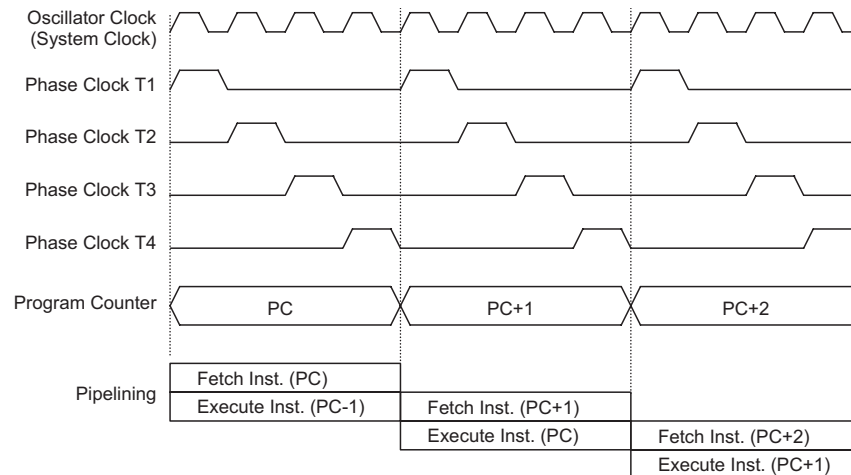 Oscillator Clock
(System Clock)
Phase Clock T1
Phase Clock T2
Phase Clock T3
Phase Clock T4
Program Counter
PC
PC+1
PC+2
Pipelining
Fetch Inst. (PC)
Execute Inst. (PC-1)
Fetch Inst. (PC+1)
Execute Inst. (PC)
Fetch Inst. (PC+2)
Execute Inst. (PC+1)